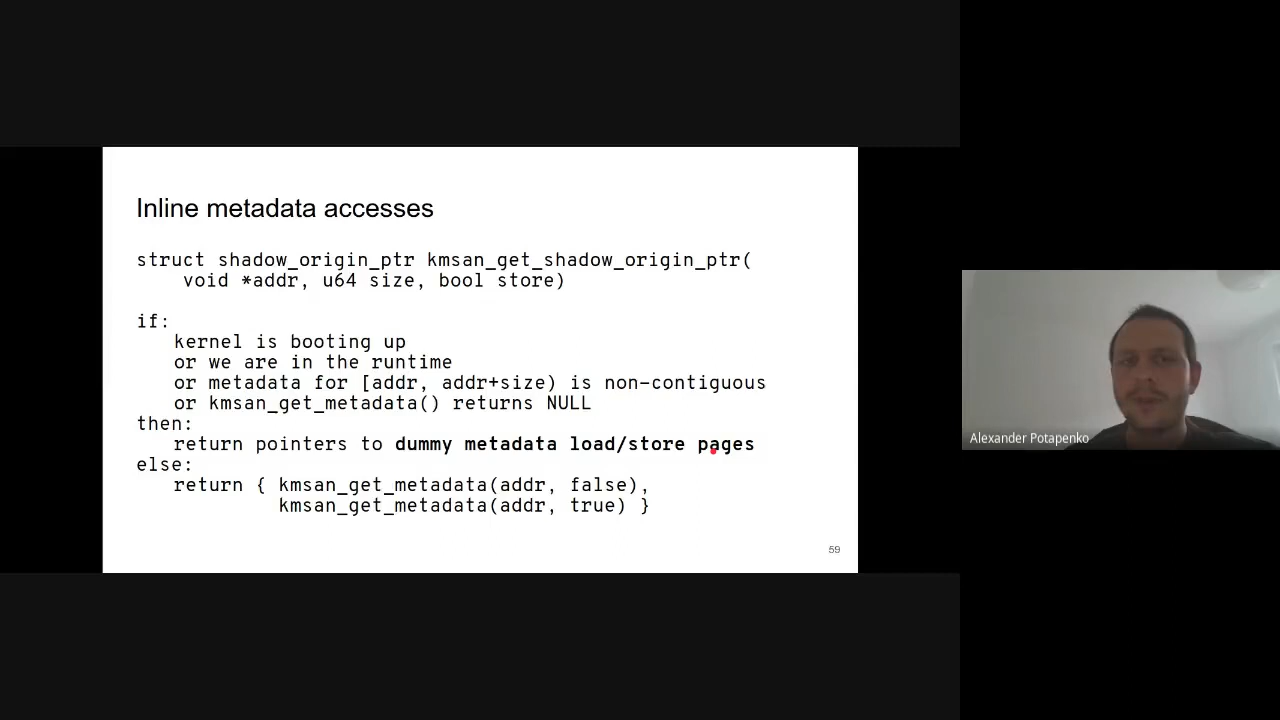 Inline metadata accesses
struct shadow_origin_ptr kmsan_get_shadow_origin_ptr(
void *addr, u64 size, bool store)
if:
kernel is booting up
or we are in the runtime
or metadata for [addr, addr+size) is non-contiguous
or kmsan_get_metadata() returns NULL
then:
return pointers to dummy metadata load/store pages
else:
return { kmsan_get_metadata(addr, false),
kmsan_get_metadata(addr, true) }
59
Alexander Potapenko